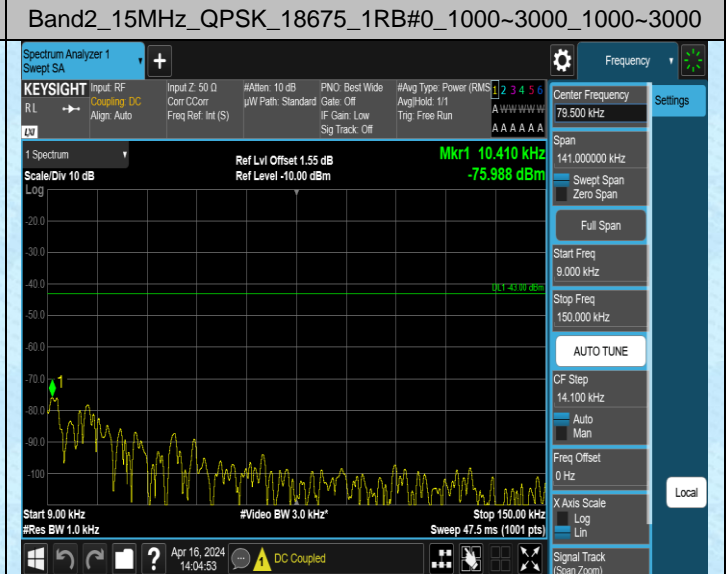 Band2_15MHz_QPSK_18675_1RB#0_1000~3000_1000~3000
Spectrum Analyzer 1
Swept SA
Frequency
KEYSIGHT
R L
LXI
Input: RF
Coupling: DC
Align: Auto
Input Z: 50 Ω
Corr CCorr
Freq Ref: Int (S)
#Atten: 10 dB
µW Path: Standard
PNO: Best Wide
Gate: Off
IF Gain: Low
Sig Track: Off
#Avg Type: Power (RMS
Avg|Hold: 1/1
Trig: Free Run
1 2 3 4 5 6
A W W W W W
A A A A A A
1 Spectrum
Scale/Div 10 dB
Log
Ref Lvl Offset 1.55 dB
Ref Level -10.00 dBm
Mkr1 10.410 kHz
-75.988 dBm
-20.0
-30.0
-40.0
DL1 -43.00 dBm
-50.0
-60.0
-70.0
1
-80.0
-90.0
-100
Start 9.00 kHz
#Res BW 1.0 kHz
#Video BW 3.0 kHz*
Stop 150.00 kHz
Sweep 47.5 ms (1001 pts)
Center Frequency
79.500 kHz
Settings
Span
141.000000 kHz
Swept Span
Zero Span
Full Span
Start Freq
9.000 kHz
Stop Freq
150.000 kHz
AUTO TUNE
CF Step
14.100 kHz
Auto
Man
Freq Offset
0 Hz
Local
X Axis Scale
Log
Lin
Signal Track
(Span Zoom)
?
Apr 16, 2024
14:04:53
DC Coupled